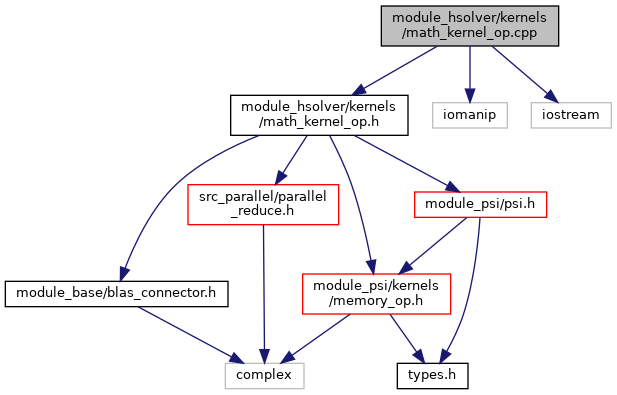 module_hsolver/kernels
/math_kernel_op.cpp
module_hsolver/kernels
/math_kernel_op.h
iomanip
iostream
src_parallel/parallel
_reduce.h
module_psi/psi.h
module_base/blas_connector.h
module_psi/kernels
/memory_op.h
complex
types.h